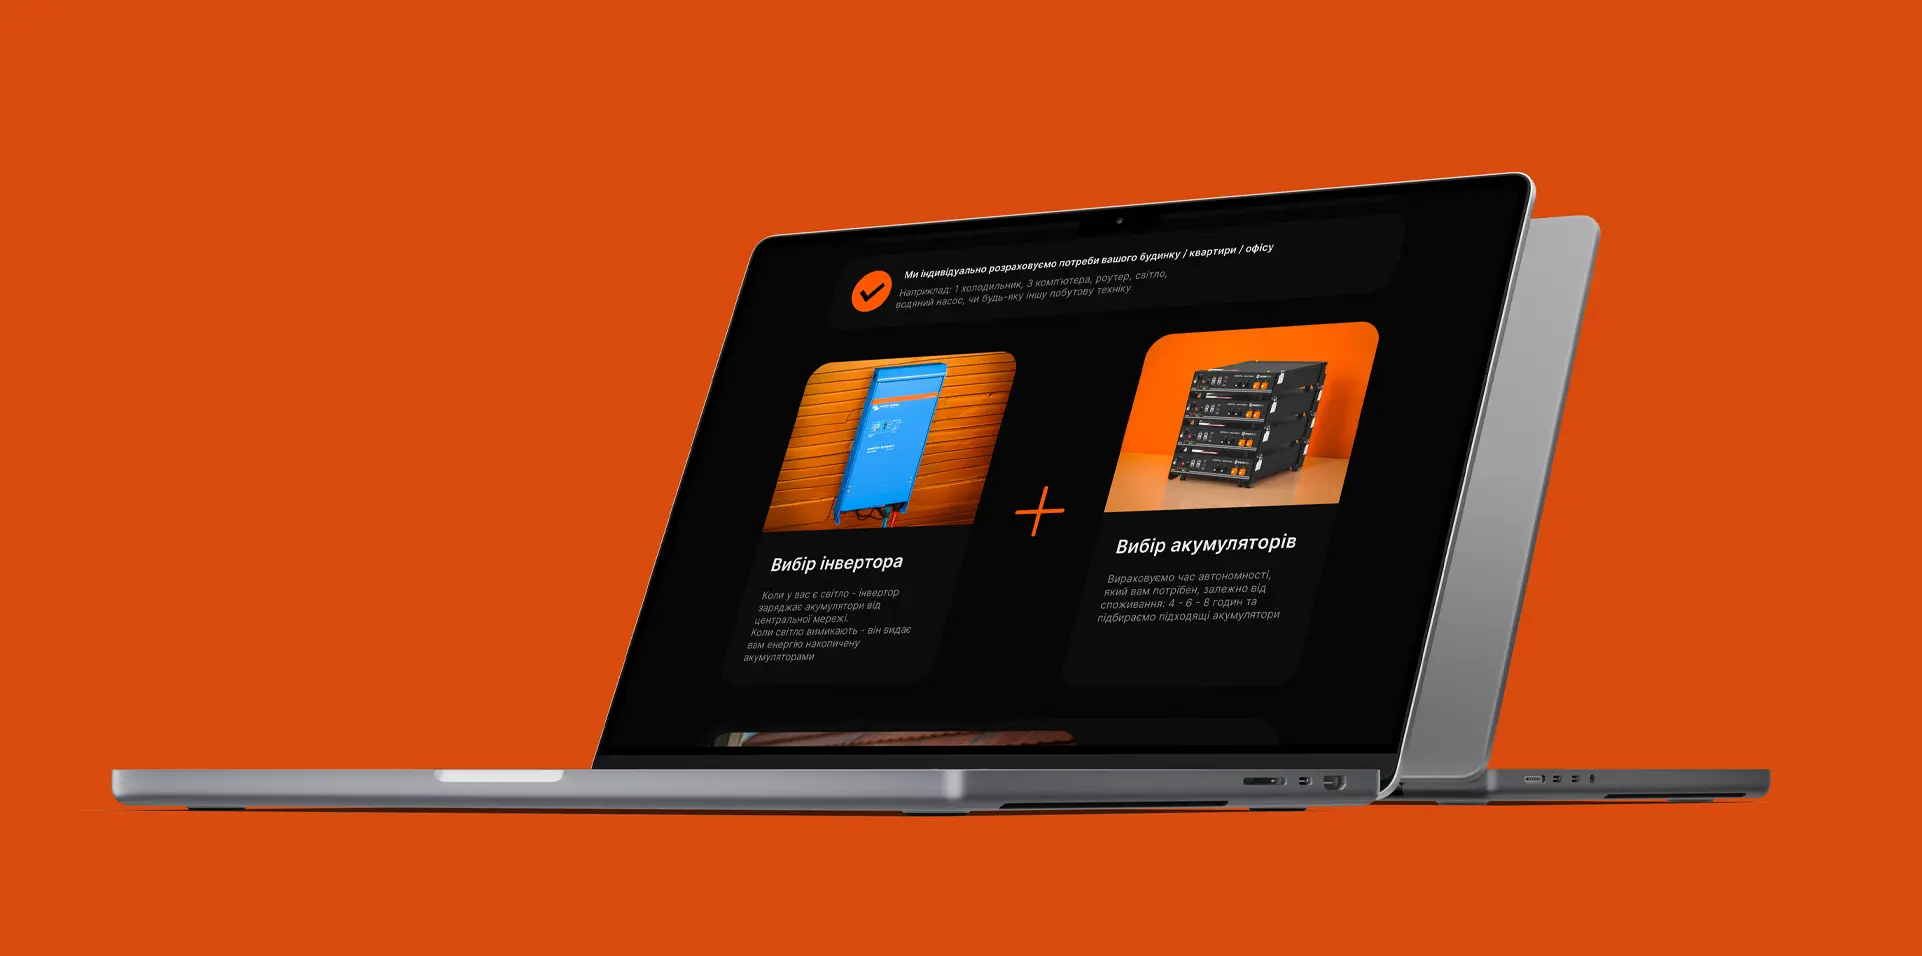 Ми індивідуально розраховуємо потреби вашого будинку / квартири / офісу
Наприклад: 1 холодильник, 3 комп'ютера, роутер, світло,
водяний насос, чи будь-яку іншу побутову техніку
Вибір інвертора
Коли у вас є світло - інвертор
заряджає акумулятори від
центральної мережі.
Коли світло вимикають - він видає
вам енергію накопичену
акумуляторами
Вибір акумуляторів
Вираховуємо час автономності,
який вам потрібен, залежно від
споживання: 4 - 6 - 8 годин та
підбираємо підходящі акумулятори